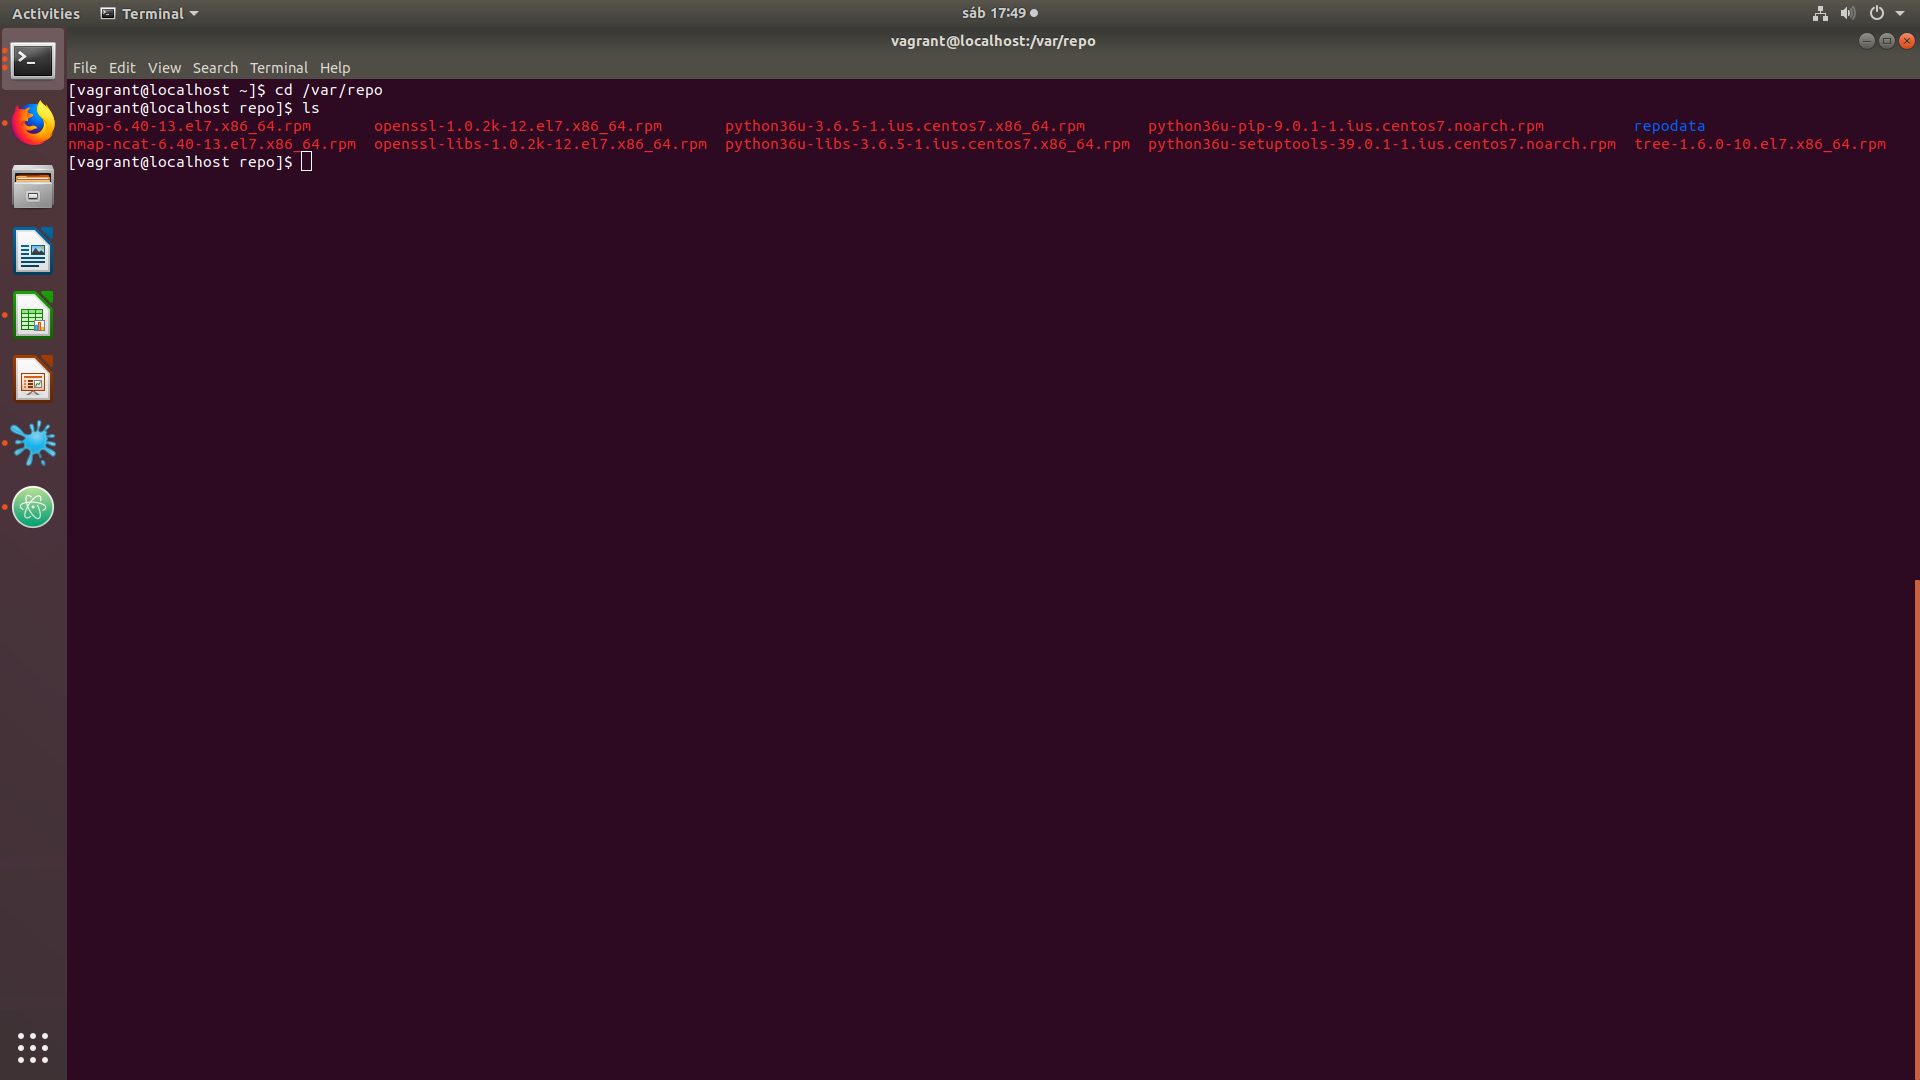 Activities Terminal sáb 17:49
vagrant@localhost:/var/repo
File Edit View Search Terminal Help
[vagrant@localhost ~]$ cd /var/repo
[vagrant@localhost repo]$ ls
nmap-6.40-13.el7.x86_64.rpm openssl-1.0.2k-12.el7.x86_64.rpm python36u-3.6.5-1.ius.centos7.x86_64.rpm python36u-pip-9.0.1-1.ius.centos7.noarch.rpm repodata
nmap-ncat-6.40-13.el7.x86_64.rpm openssl-libs-1.0.2k-12.el7.x86_64.rpm python36u-libs-3.6.5-1.ius.centos7.x86_64.rpm python36u-setuptools-39.0.1-1.ius.centos7.noarch.rpm tree-1.6.0-10.el7.x86_64.rpm
[vagrant@localhost repo]$